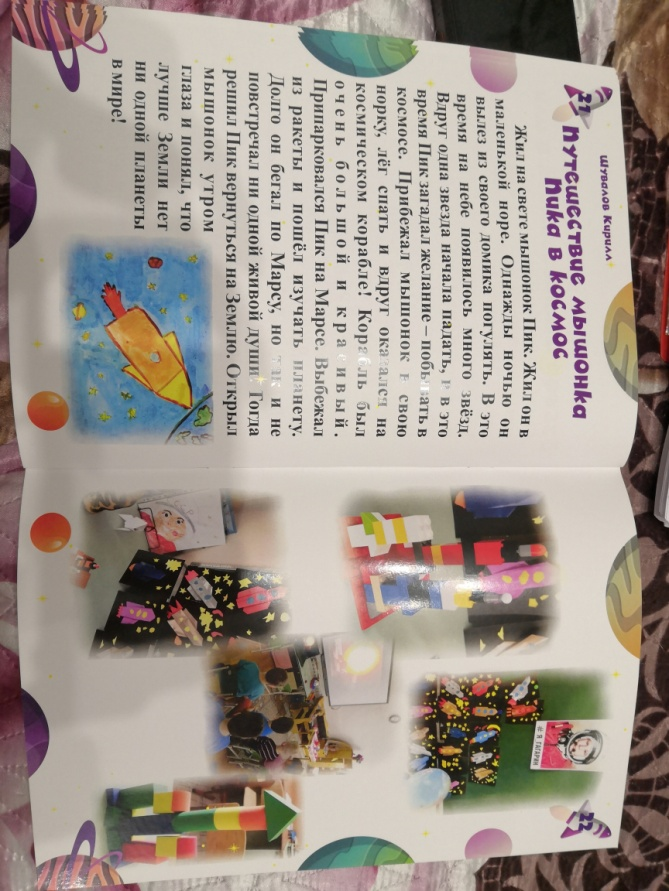 21
Шувалов Кирилл
Путешествие мышонка
Пика в космос
Жил на свете мышонок Пик. Жил он в
маленькой норе. Однажды ночью он
вылез из своего домика погулять. В это
время на небе появилось много звёзд.
Вдруг одна звезда начала падать, и в это
время Пик загадал желание – побывать в
космосе. Прибежал мышонок в свою
норку, лёг спать и вдруг оказался на
космическом корабле! Корабль был
очень большой и красивый.
Припарковался Пик на Марсе. Выбежал
из ракеты и пошёл изучать планету.
Долго он бегал по Марсу, но так и не
повстречал ни одной живой души. Тогда
решил Пик вернуться на Землю. Открыл
мышонок утром
глаза и понял, что
лучше Земли нет
ни одной планеты
в мире!
#Я ГАГАРИН
22